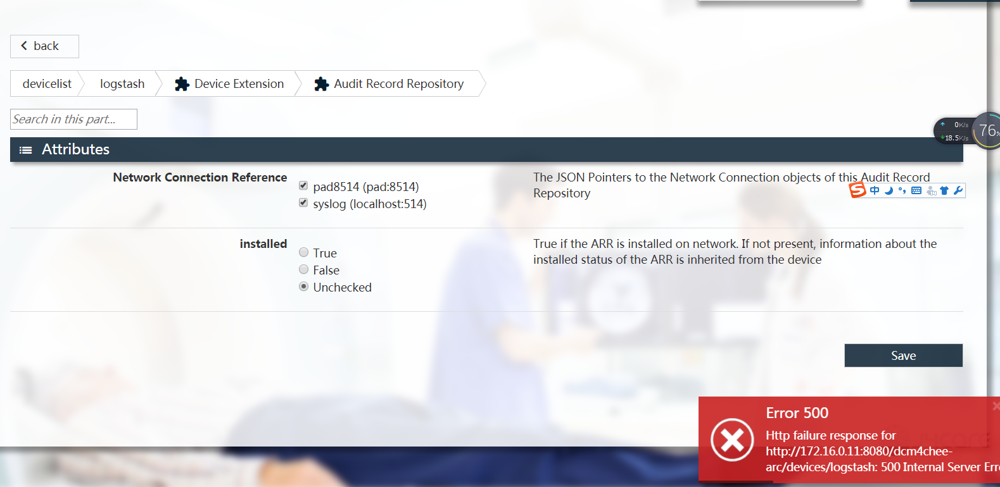 back
devicelist
logstash
Device Extension
Audit Record Repository
Search in this part...
0K/s
18.5K/s
76%
Attributes
Network Connection Reference
pad8514 (pad:8514)
syslog (localhost:514)
The JSON Pointers to the Network Connection objects of this Audit Record
Repository
中
installed
True
False
Unchecked
True if the ARR is installed on network. If not present, information about the
installed status of the ARR is inherited from the device
Save
Error 500
Http failure response for
http://172.16.0.11:8080/dcm4chee-
arc/devices/logstash: 500 Internal Server Erro